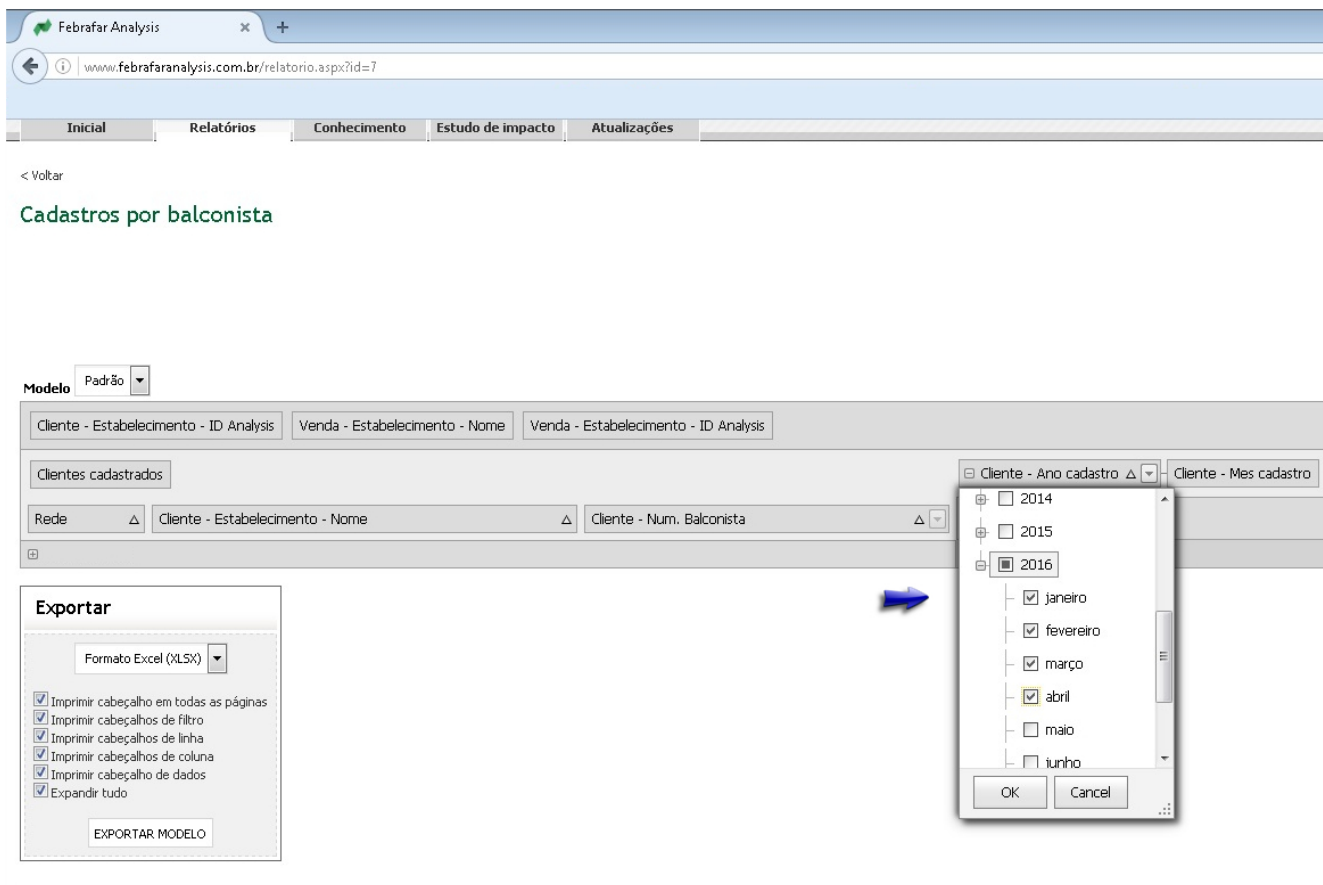 Febrafar Analysis
www.febrafaranalysis.com.br/relatorio.aspx?id=7
Inicial Relatórios Conhecimento Estudo de impacto Atualizações
< Voltar
Cadastros por balconista
Modelo Padrão
Cliente - Estabelecimento - ID Analysis Venda - Estabelecimento - Nome Venda - Estabelecimento - ID Analysis
Clientes cadastrados Cliente - Ano cadastro Cliente - Mes cadastro
Rede Cliente - Estabelecimento - Nome Cliente - Num. Balconista
2014
2015
2016
janeiro
fevereiro
março
abril
maio
junho
OK Cancel
Exportar
Formato Excel (XLSX)
Imprimir cabeçalho em todas as páginas
Imprimir cabeçalhos de filtro
Imprimir cabeçalhos de linha
Imprimir cabeçalhos de coluna
Imprimir cabeçalho de dados
Expandir tudo
EXPORTAR MODELO